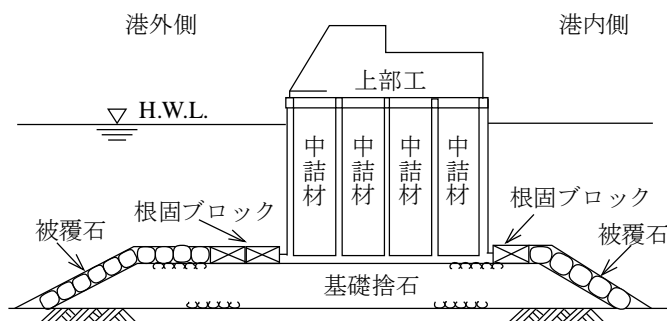 港外側
港内側
上部工
H.W.L.
中詰材
中詰材
中詰材
中詰材
根固ブロック
根固ブロック
被覆石
被覆石
基礎捨石